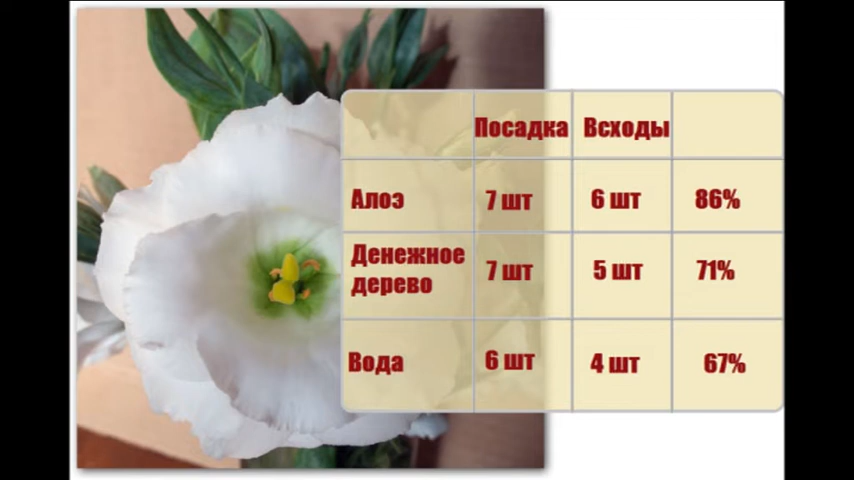 Посадка Всходы
Алоэ 7 шт 6 шт 86%
Денежное
дерево 7 шт 5 шт 71%
Вода 6 шт 4 шт 67%